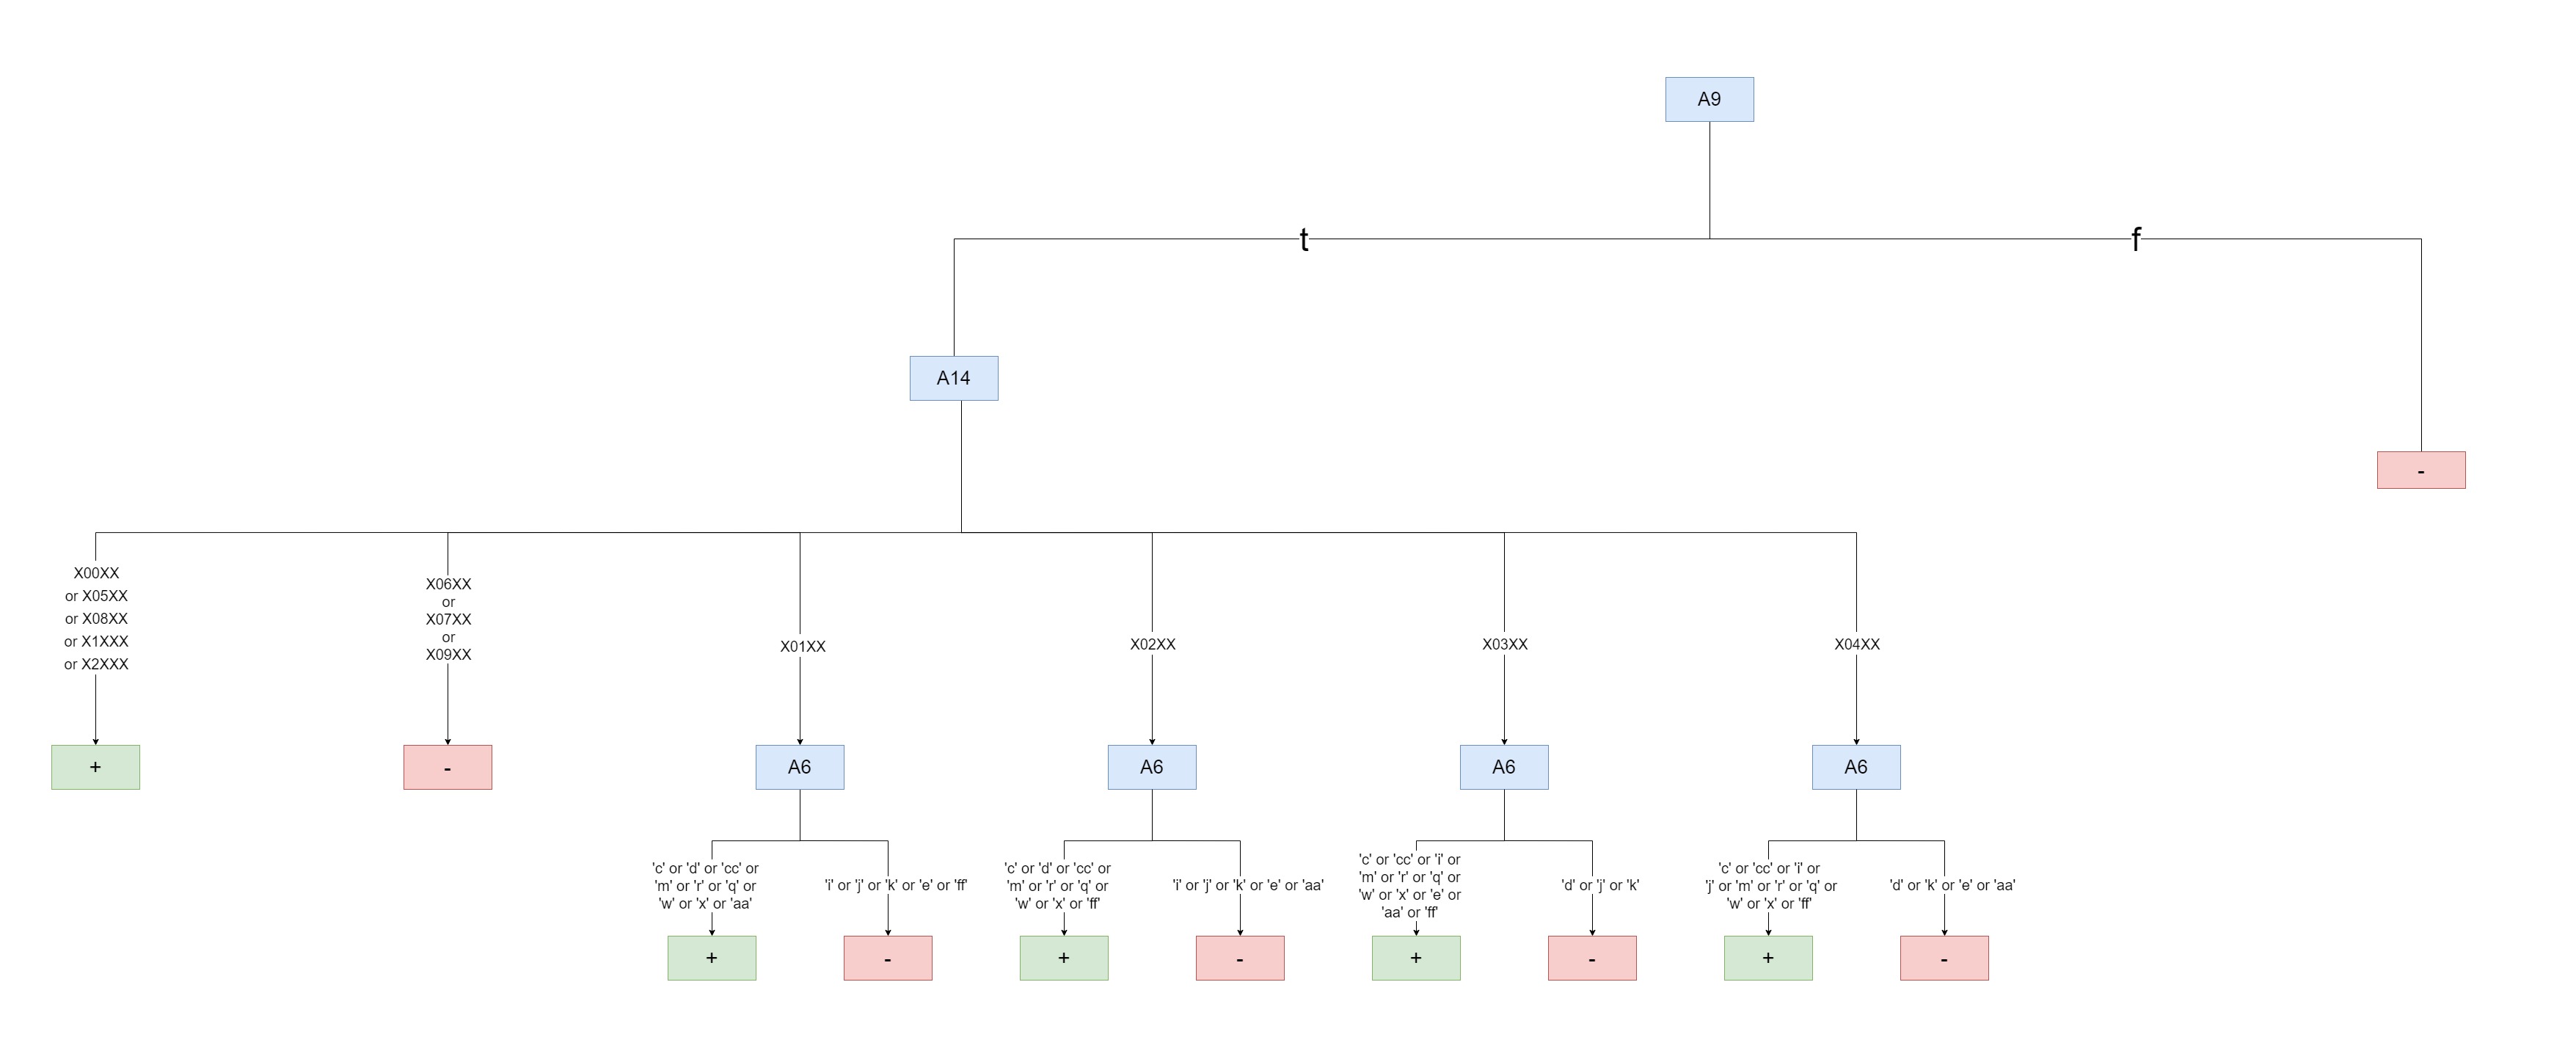 A9
t
f
A14
-
X00XX
or X05XX
or X08XX
or X1XXX
or X2XXX
X06XX
or
X07XX
or
X09XX
X01XX
X02XX
X03XX
X04XX
+
-
A6
A6
A6
A6
'c' or 'd' or 'cc' or
'm' or 'r' or 'q' or
'w' or 'x' or 'aa'
'i' or 'j' or 'k' or 'e' or 'ff'
'c' or 'd' or 'cc' or
'm' or 'r' or 'q' or
'w' or 'x' or 'ff'
'i' or 'j' or 'k' or 'e' or 'aa'
'c' or 'cc' or 'i' or
'm' or 'r' or 'q' or
'w' or 'x' or 'e' or
'aa' or 'ff'
'd' or 'j' or 'k'
'c' or 'cc' or 'i' or
'j' or 'm' or 'r' or 'q' or
'w' or 'x' or 'ff'
'd' or 'k' or 'e' or 'aa'
+
-
+
-
+
-
+
-